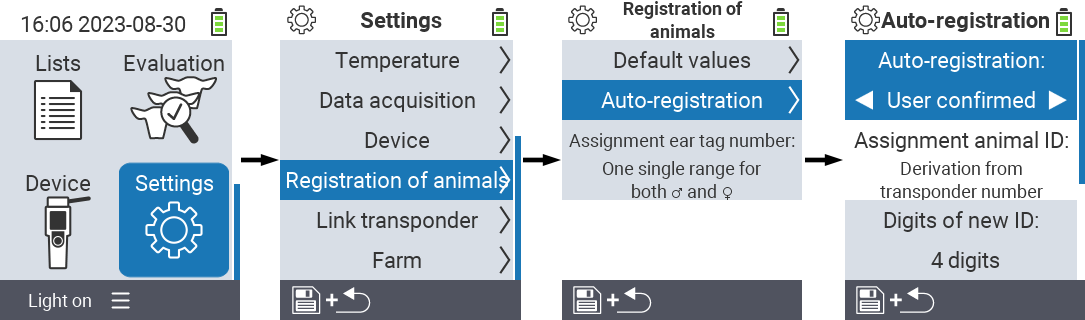 16:06 2023-08-30
Lists
Evaluation
Device
Settings
Light on
Settings
Temperature
Data acquisition
Device
Registration of animals
Link transponder
Farm
+
Registration of
animals
Default values
Auto-registration
Assignment ear tag number:
One single range for
both ♂ and ♀
+
Auto-registration
Auto-registration:
User confirmed
Assignment animal ID:
Derivation from
transponder number
Digits of new ID:
4 digits
+